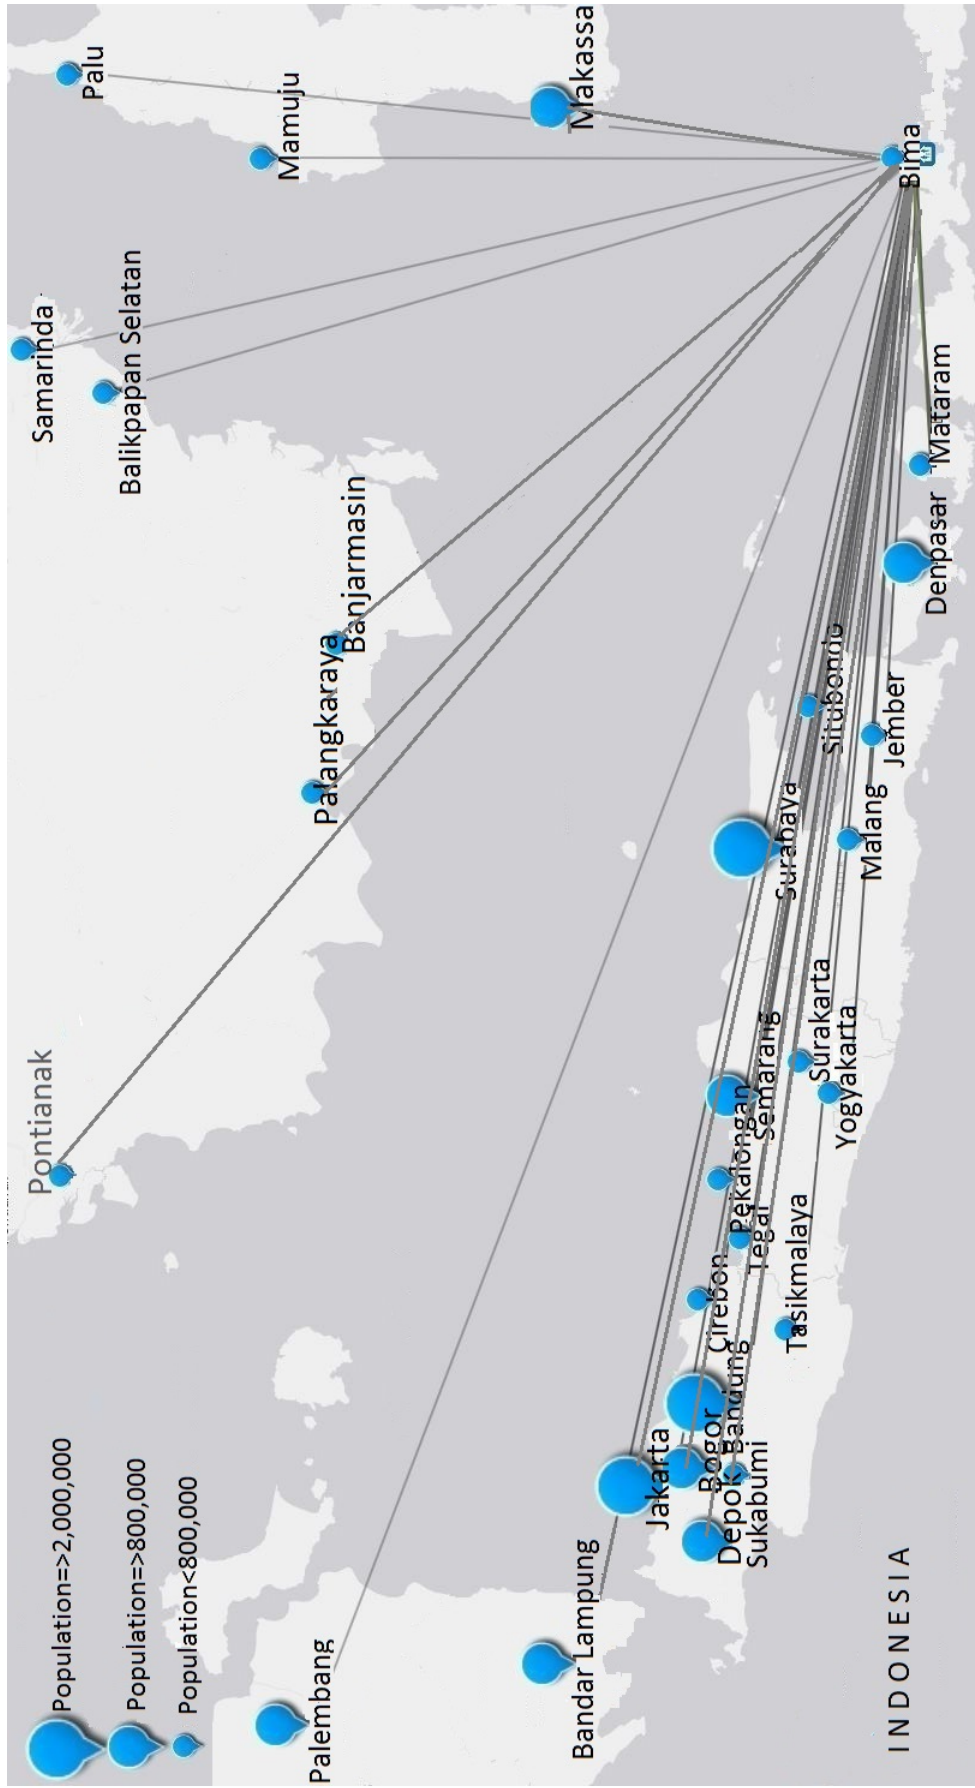 Population=>2,000,000
Population=>800,000
Population<800,000
Pontianak
Samarinda
Balikpapan Selatan
Palu
Mamuju
Makassa
Palangkaraya
Banjarmasin
Palembang
Bandar Lampung
Jakarta
Bogor
Depok
Bandung
Sukabumi
Cirebon
Tegal
Pekalongan
Semarang
Tasikmalaya
Yogyakarta
Surakarta
Surabaya
Malang
Situbondo
Jember
Denpasar
Mataram
Bima
INDONESIA